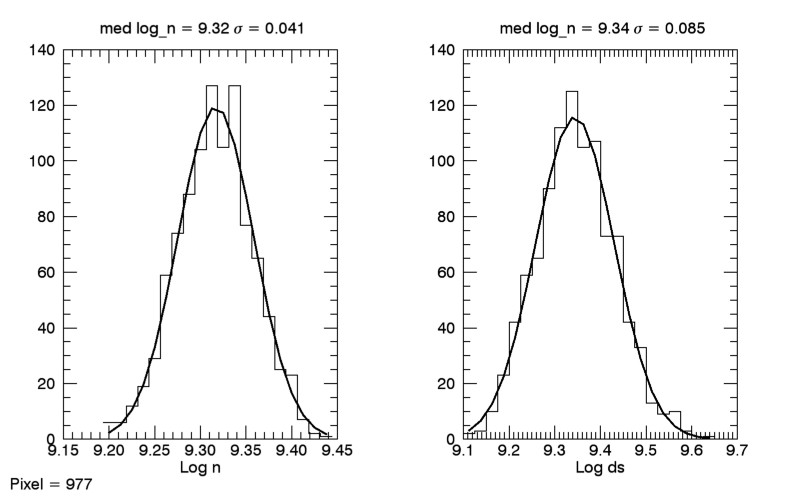 med log_n = 9.32 σ = 0.041
140
120
100
80
60
40
20
0
9.15 9.20 9.25 9.30 9.35 9.40 9.45
Log n
med log_n = 9.34 σ = 0.085
140
120
100
80
60
40
20
0
9.1 9.2 9.3 9.4 9.5 9.6 9.7
Log ds
Pixel = 977